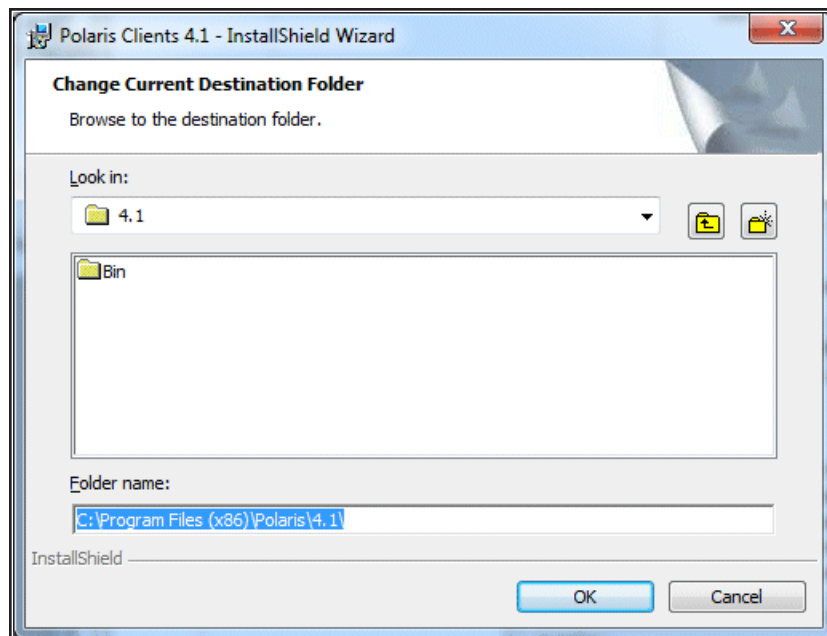 Polaris Clients 4.1 - InstallShield Wizard
Change Current Destination Folder
Browse to the destination folder.
Look in:
4.1
Bin
Folder name:
C:\Program Files (x86)\Polaris\4.1\
InstallShield
OK Cancel